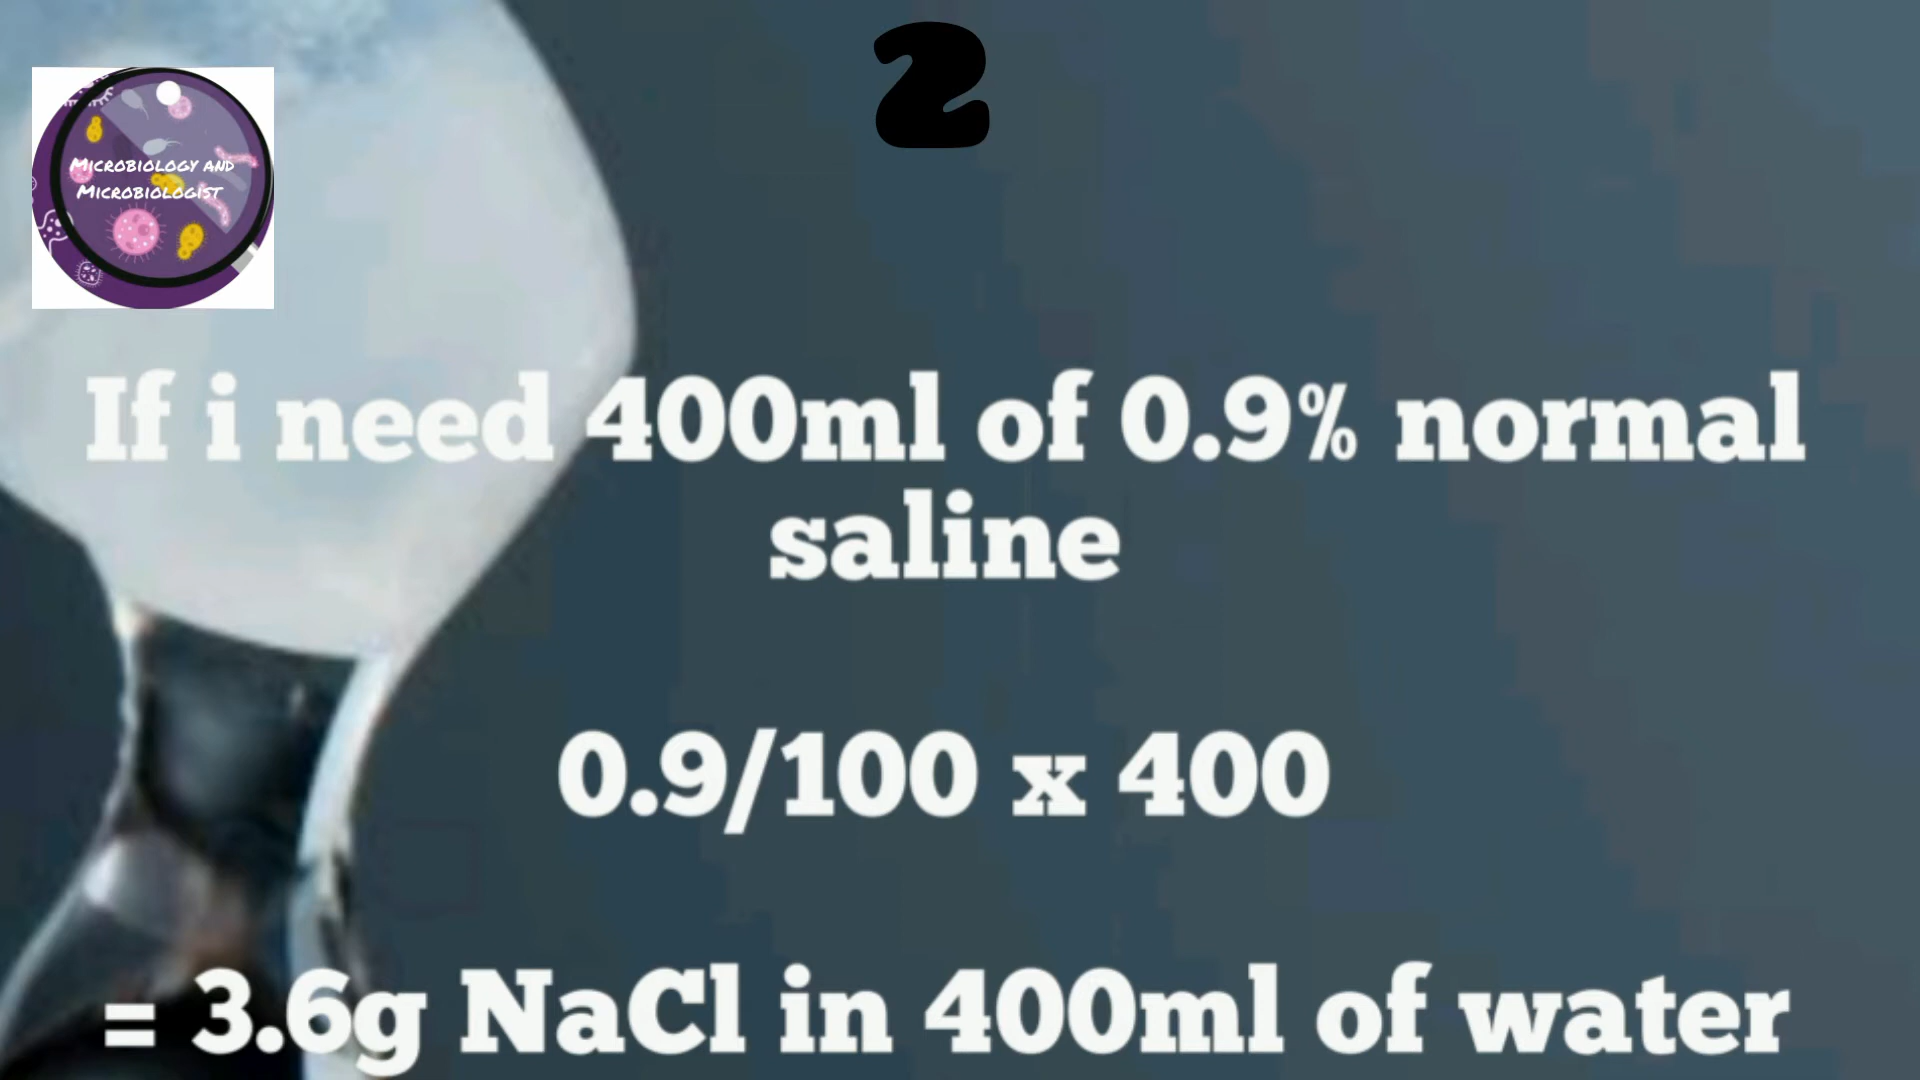 2
Microbiology and
Microbiologist
If i need 400ml of 0.9% normal
saline
0.9/100 x 400
= 3.6g NaCl in 400ml of water